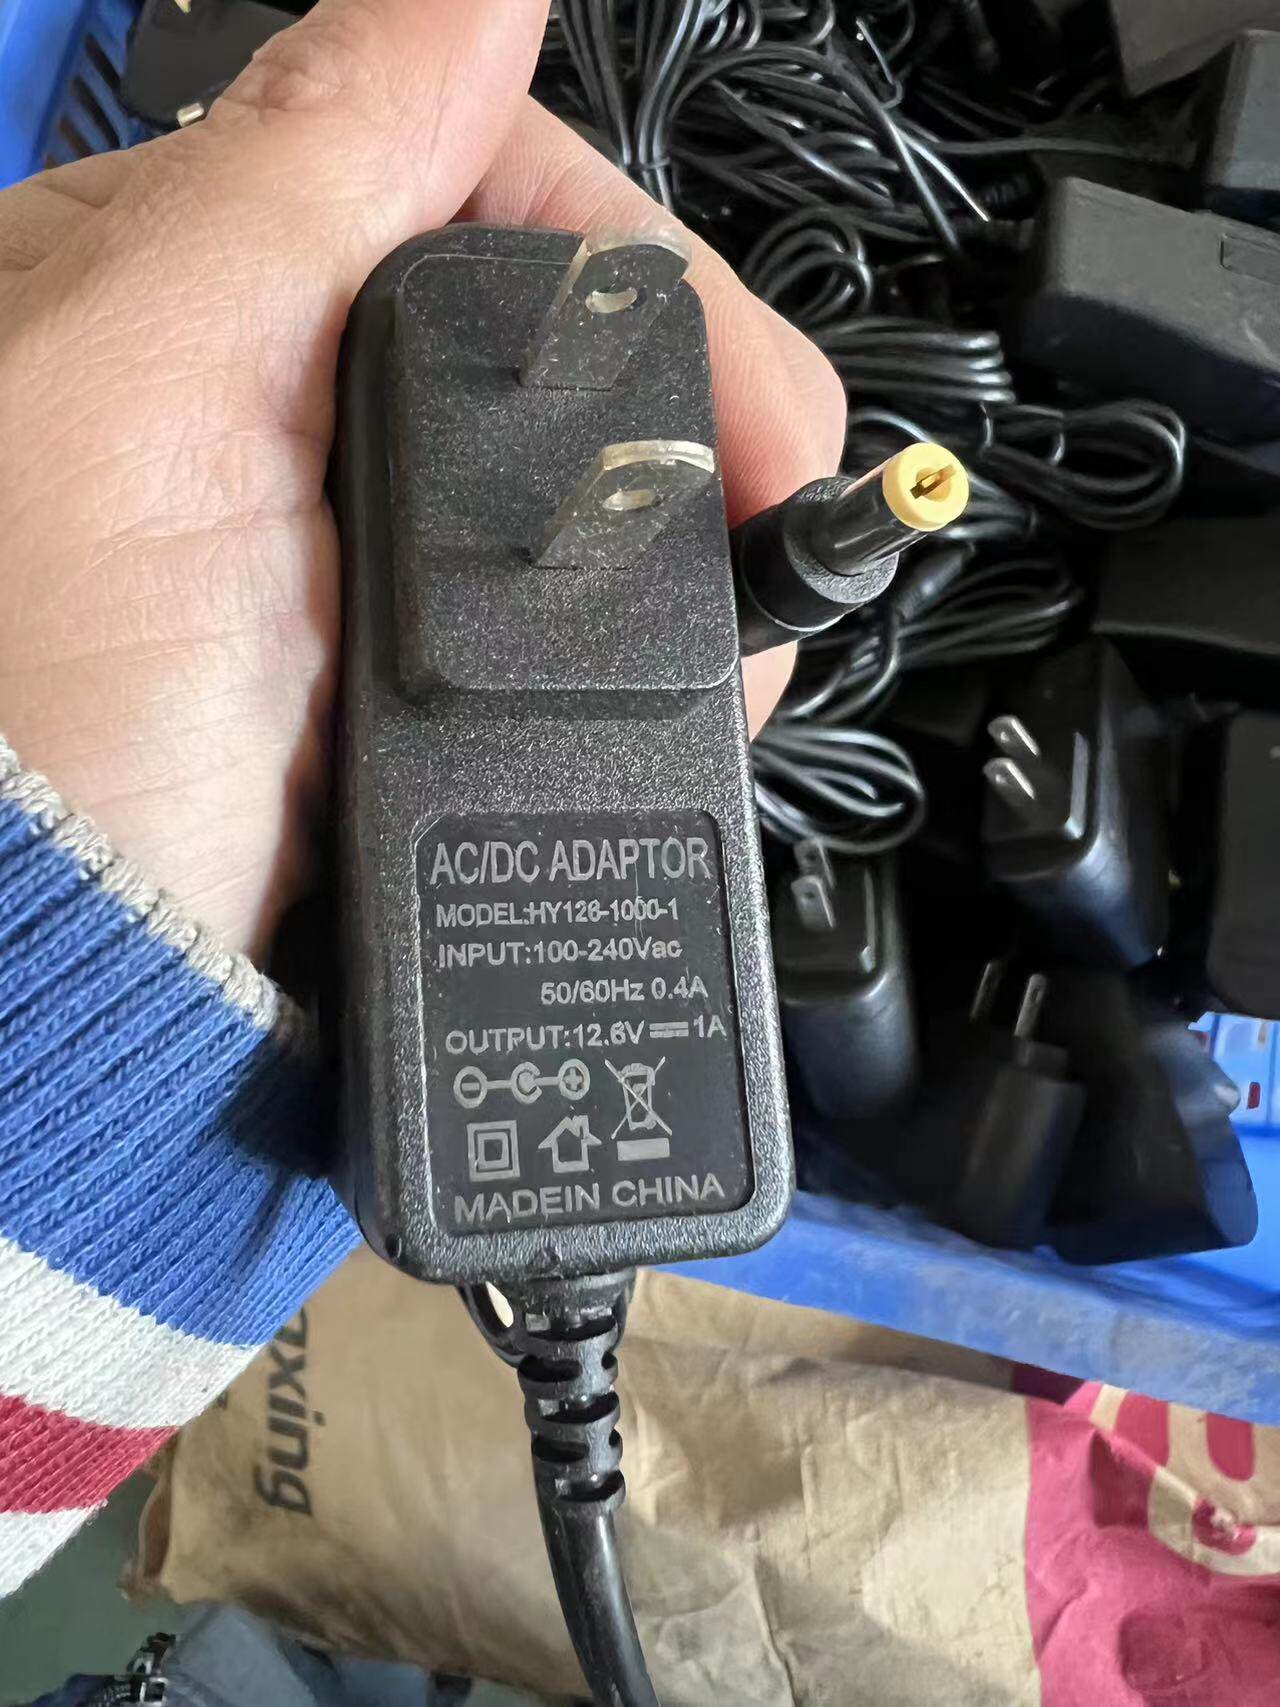 AC/DC ADAPTOR
MODEL:HY126-1000-1
INPUT:100-240Vac
50/60Hz 0.4A
OUTPUT:12.6V⎓1A
MADEIN CHINA
axing